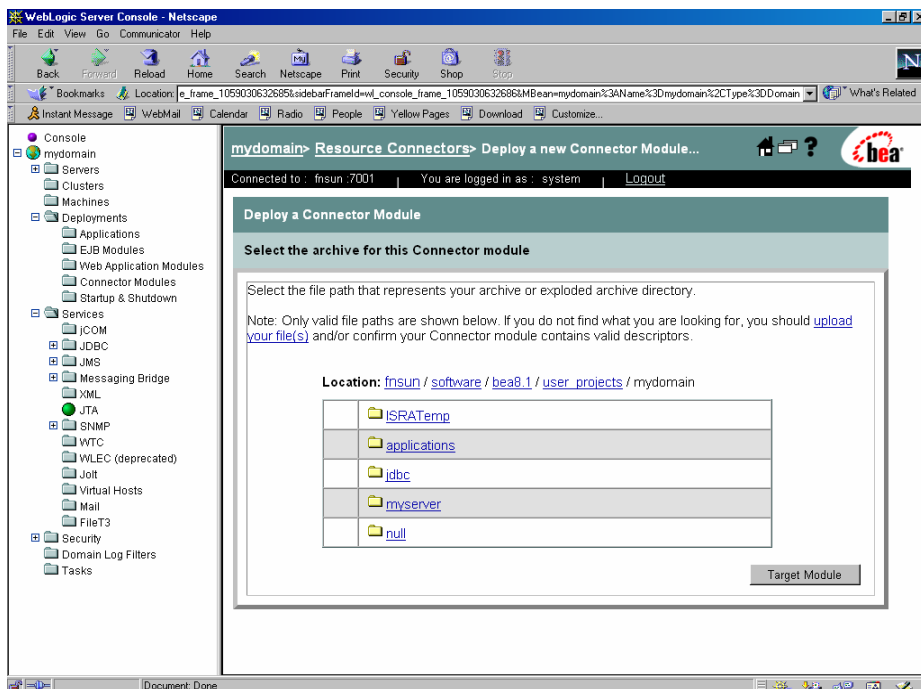 WebLogic Server Console - Netscape
File Edit View Go Communicator Help
Back Forward Reload Home Search Netscape Print Security Shop Stop
Bookmarks Location: e_frame_1059030632685&sidebarFrameId=wl_console_frame_1059030632686&MBean=mydomain%3AName%3Dmydomain%2CType%3DDomain What's Related
Instant Message WebMail Calendar Radio People Yellow Pages Download Customize...
Console
mydomain
Servers
Clusters
Machines
Deployments
Applications
EJB Modules
Web Application Modules
Connector Modules
Startup & Shutdown
Services
jCOM
JDBC
JMS
Messaging Bridge
XML
JTA
SNMP
WTC
WLEC (deprecated)
Jolt
Virtual Hosts
Mail
FileT3
Security
Domain Log Filters
Tasks
mydomain> Resource Connectors> Deploy a new Connector Module...
?
bea
Connected to : fnsun :7001 | You are logged in as : system | Logout
Deploy a Connector Module
Select the archive for this Connector module
Select the file path that represents your archive or exploded archive directory.
Note: Only valid file paths are shown below. If you do not find what you are looking for, you should upload
your file(s) and/or confirm your Connector module contains valid descriptors.
Location: fnsun / software / bea8.1 / user_projects / mydomain
ISRATemp
applications
jdbc
myserver
null
Target Module
Document: Done